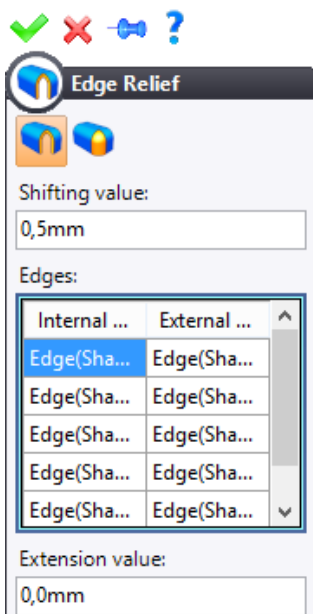 ?
Edge Relief
Shifting value:
0,5mm
Edges:
Internal ... External ...
Edge(Sha... Edge(Sha...
Edge(Sha... Edge(Sha...
Edge(Sha... Edge(Sha...
Edge(Sha... Edge(Sha...
Edge(Sha... Edge(Sha...
Extension value:
0,0mm